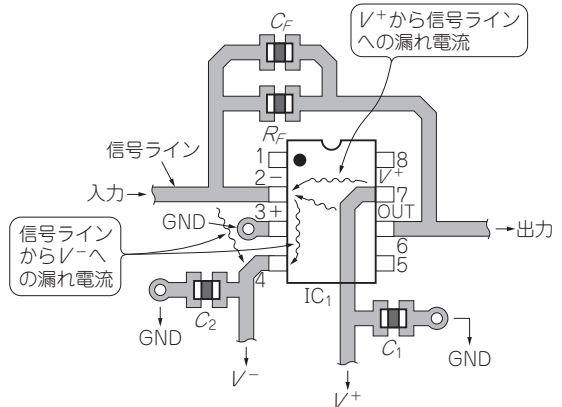 C_F
V⁺から信号ライン
への漏れ電流
R_F
信号ライン
1
8
2−
V⁺
7
入力
3+
OUT
GND
出力
6
信号ライン
からV⁻へ
の漏れ電流
4
5
IC₁
C₂
C₁
GND
GND
V⁻
V⁺